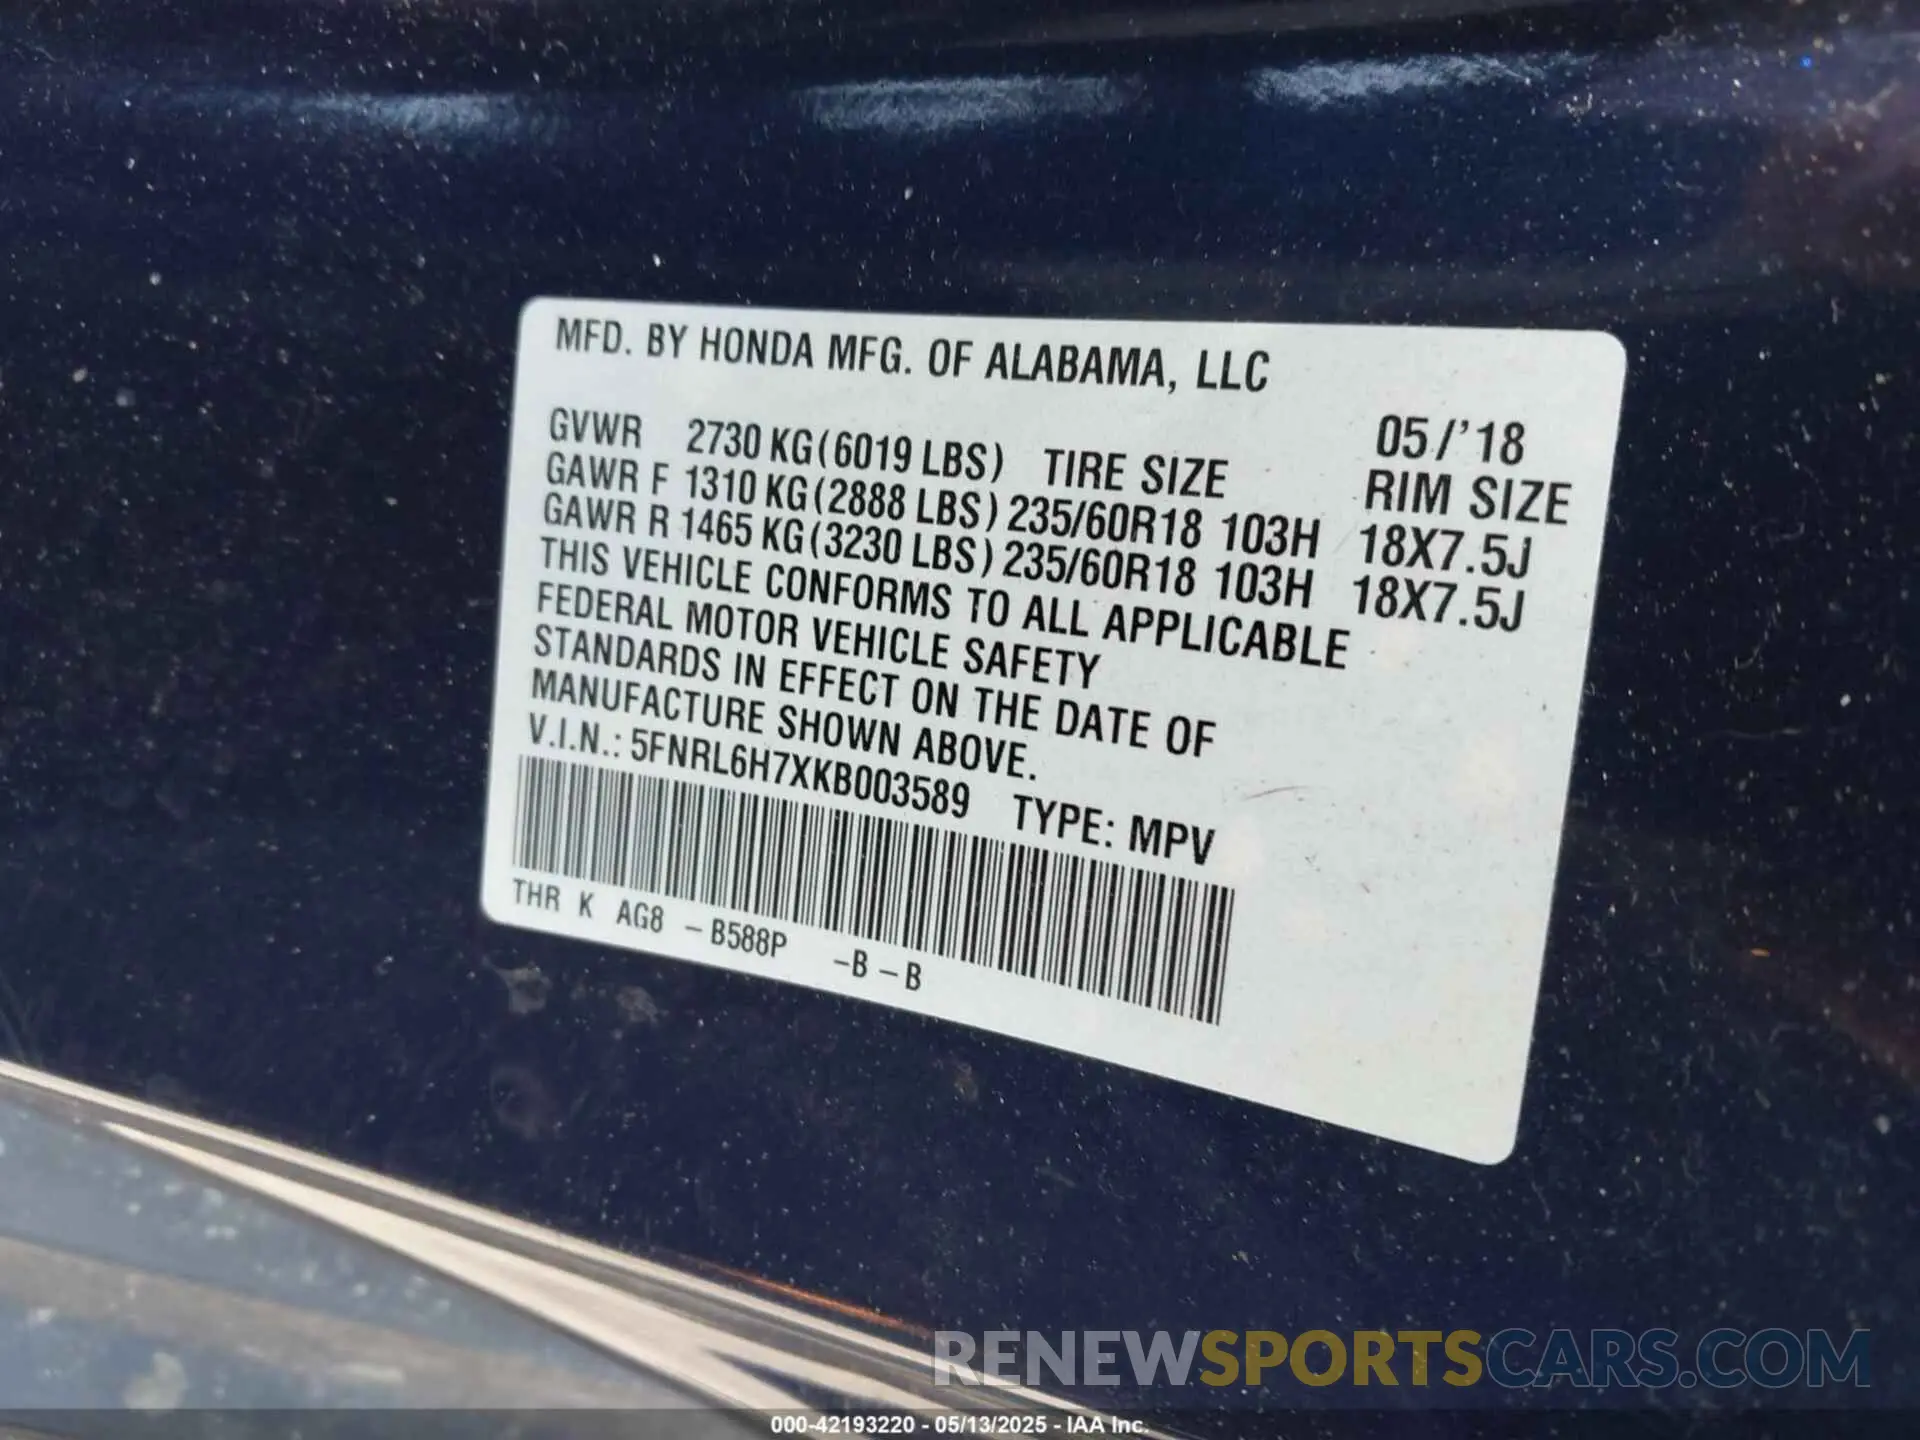 MFD. BY HONDA MFG. OF ALABAMA, LLC
05/'18
GVWR 2730 KG(6019 LBS) TIRE SIZE RIM SIZE
GAWR F 1310 KG(2888 LBS) 235/60R18 103H 18X7.5J
GAWR R 1465 KG(3230 LBS) 235/60R18 103H 18X7.5J
THIS VEHICLE CONFORMS TO ALL APPLICABLE
FEDERAL MOTOR VEHICLE SAFETY
STANDARDS IN EFFECT ON THE DATE OF
MANUFACTURE SHOWN ABOVE.
V.I.N.: 5FNRL6H7XKB003589 TYPE: MPV
THR K AG8 -B588P -B-B
RENEWSPORTSCARS.COM
000-42193220 - 05/13/2025 - IAA Inc.